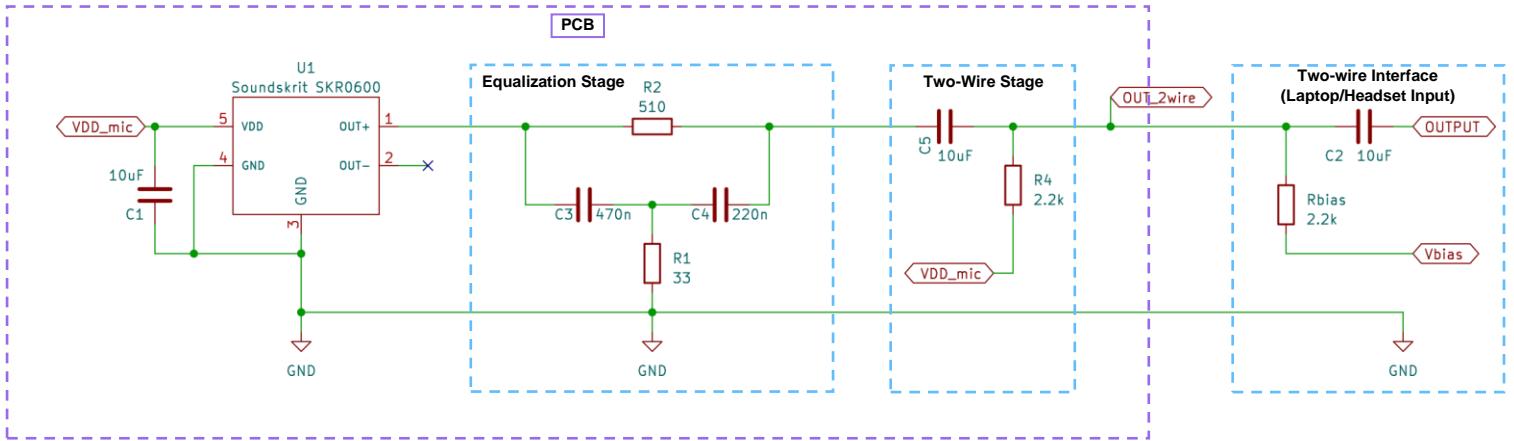 PCB
U1
Soundskrit SKR0600
VDD_mic
5
VDD
OUT+
1
4
GND
OUT-
2
GND
3
10uF
C1
Equalization Stage
R2
510
C3
470n
C4
220n
R1
33
Two-Wire Stage
C5
10uF
R4
2.2k
VDD_mic
OUT_2wire
Two-wire Interface
(Laptop/Headset Input)
C2
10uF
OUTPUT
Rbias
2.2k
Vbias
GND
GND
GND